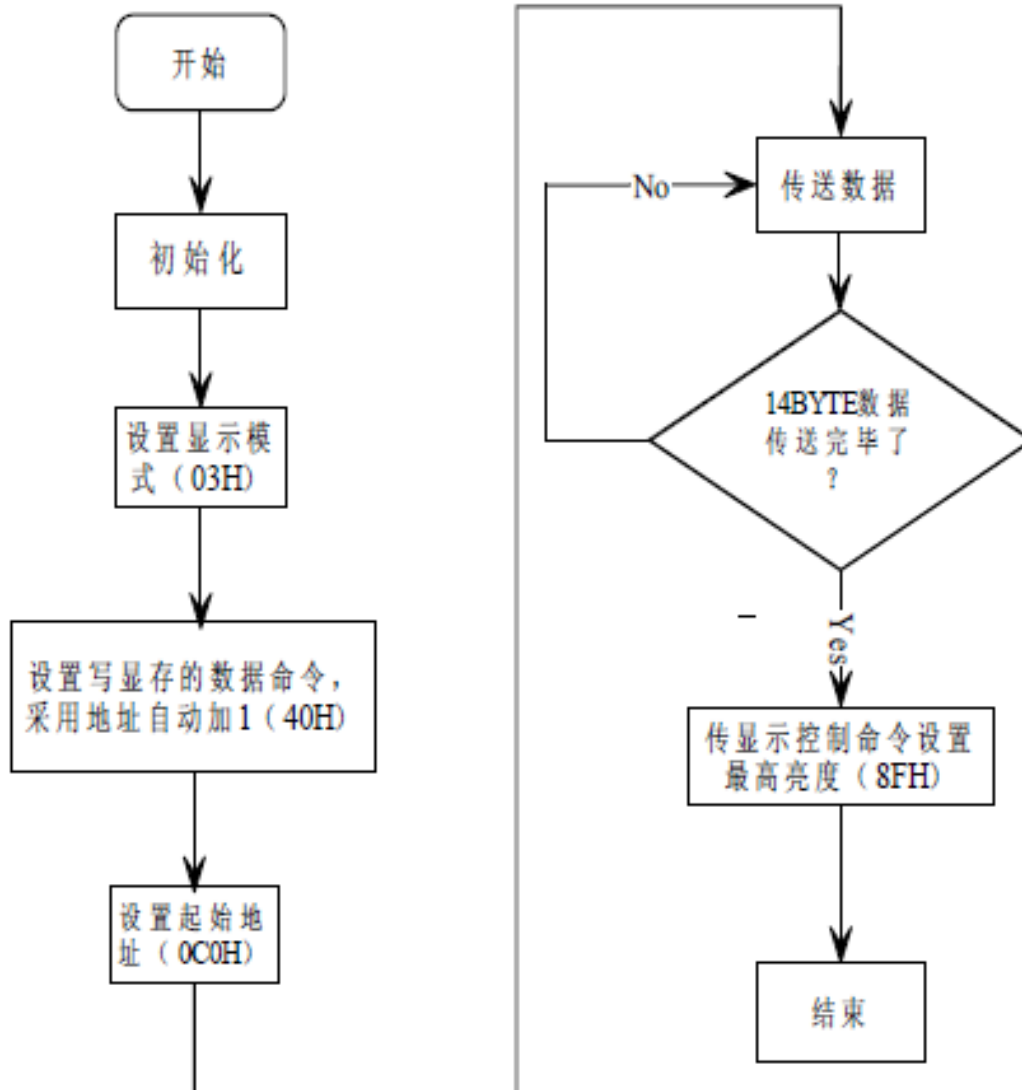 开始
初始化
设置显示模
式（03H）
设置写显存的数据命令，
采用地址自动加1（40H）
设置起始地
址（0C0H）
传送数据
No
14BYTE数据
传送完毕了
？
Yes
传显示控制命令设置
最高亮度（8FH）
结束